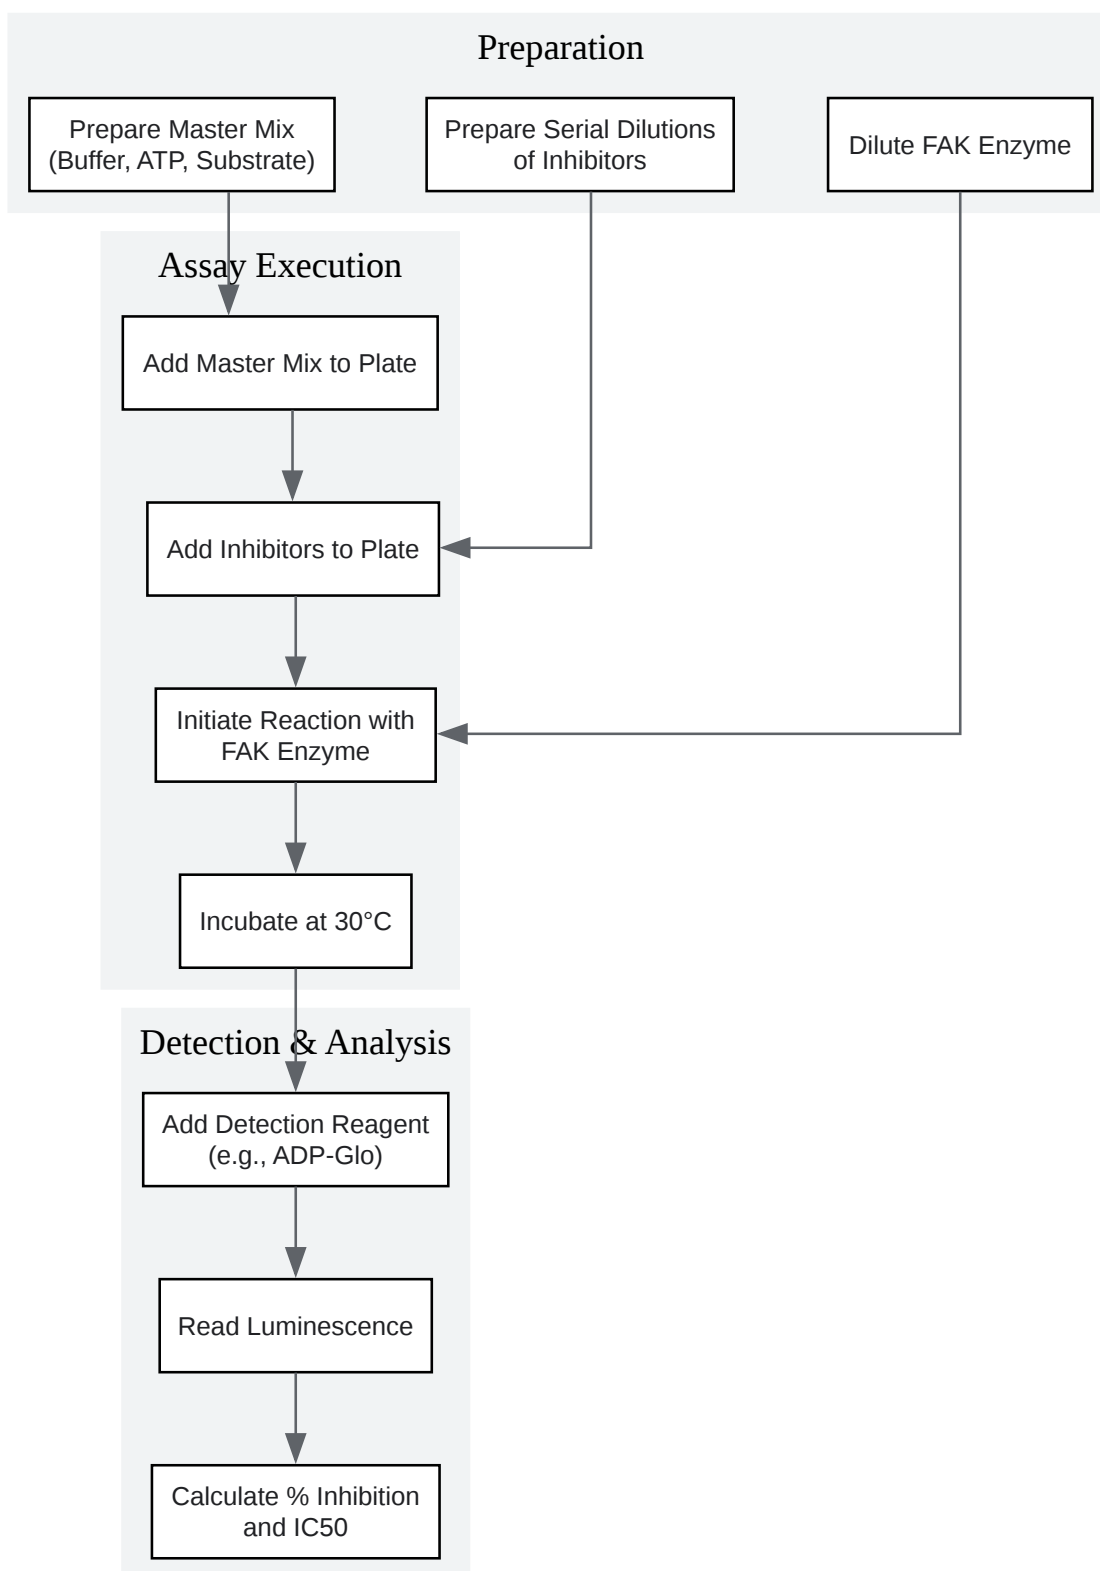 Preparation
Prepare Master Mix
(Buffer, ATP, Substrate)
Prepare Serial Dilutions
of Inhibitors
Dilute FAK Enzyme
Assay Execution
Add Master Mix to Plate
Add Inhibitors to Plate
Initiate Reaction with
FAK Enzyme
Incubate at 30°C
Detection & Analysis
Add Detection Reagent
(e.g., ADP-Glo)
Read Luminescence
Calculate % Inhibition
and IC50